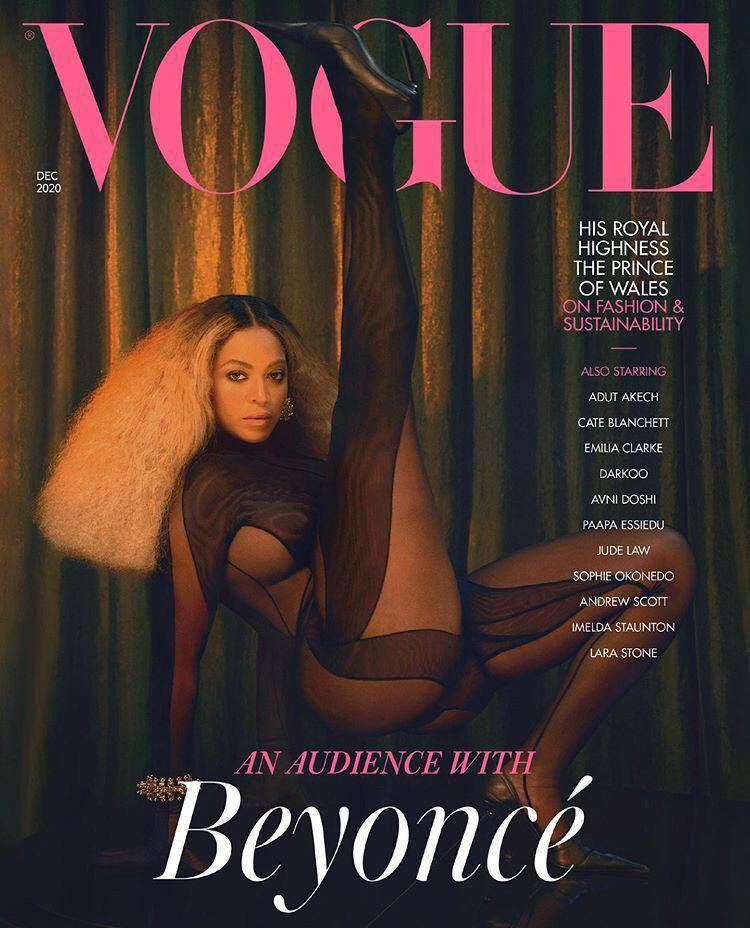 ®
VOGUE
DEC
2020
HIS ROYAL
HIGHNESS
THE PRINCE
OF WALES
ON FASHION &
SUSTAINABILITY
ALSO STARRING
ADUT AKECH
CATE BLANCHETT
EMILIA CLARKE
DARKOO
AVNI DOSHI
PAAPA ESSIEDU
JUDE LAW
SOPHIE OKONEDO
ANDREW SCOTT
IMELDA STAUNTON
LARA STONE
AN AUDIENCE WITH
Beyoncé